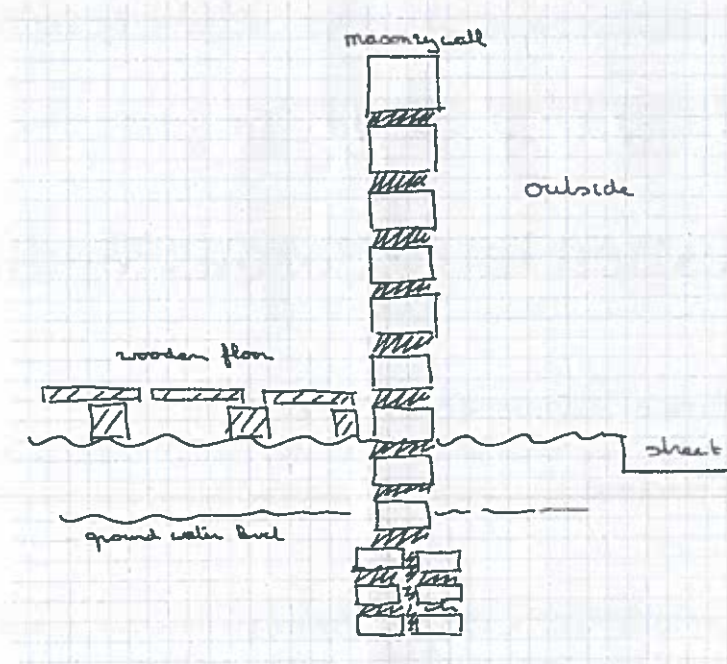 masonry wall
outside
wooden floor
street
ground water level